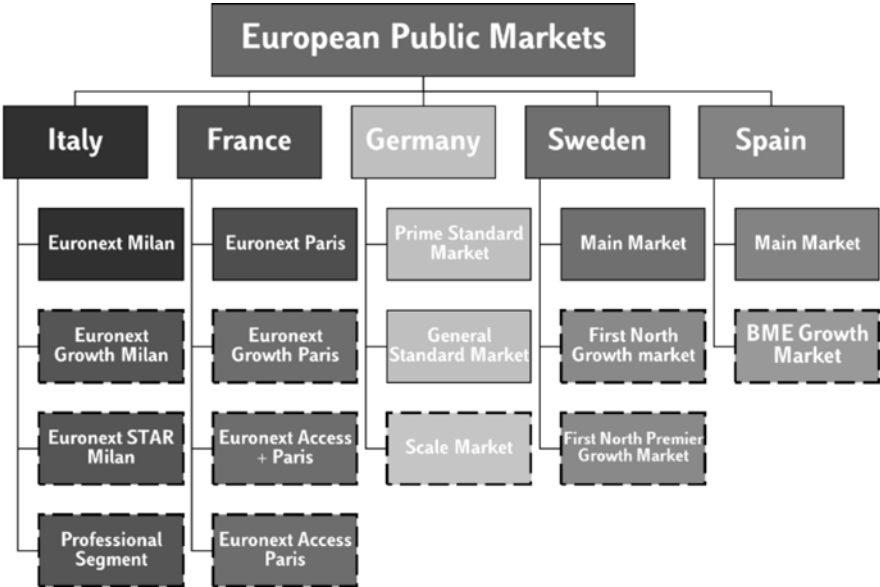 European Public Markets
Italy
France
Germany
Sweden
Spain
Euronext Milan
Euronext Paris
Prime Standard
Market
Main Market
Main Market
Euronext
Growth Milan
Euronext
Growth Paris
General
Standard Market
First North
Growth market
BME Growth
Market
Euronext STAR
Milan
Euronext Access
+ Paris
Scale Market
First North Premier
Growth Market
Professional
Segment
Euronext Access
Paris